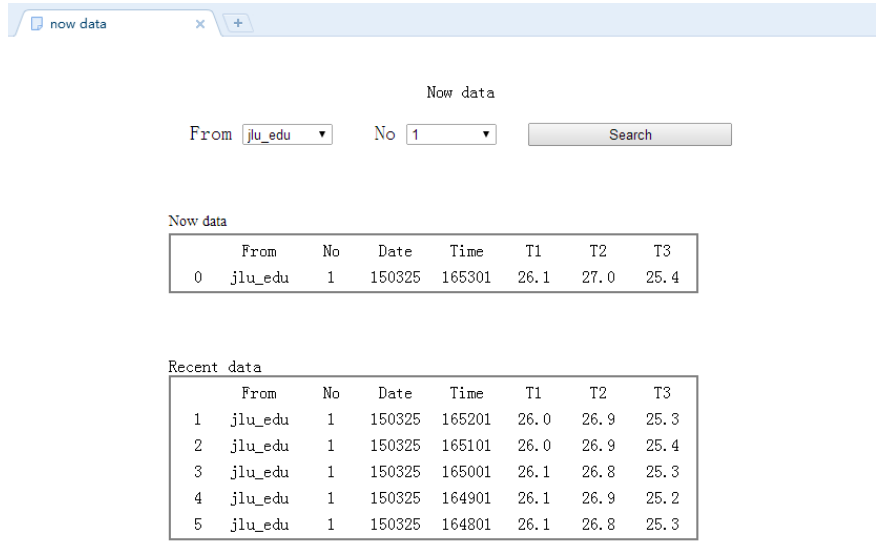 now data
Now data
From jlu_edu No 1 Search
Now data
From No Date Time T1 T2 T3
0 jlu_edu 1 150325 165301 26.1 27.0 25.4
Recent data
From No Date Time T1 T2 T3
1 jlu_edu 1 150325 165201 26.0 26.9 25.3
2 jlu_edu 1 150325 165101 26.0 26.9 25.4
3 jlu_edu 1 150325 165001 26.1 26.8 25.3
4 jlu_edu 1 150325 164901 26.1 26.9 25.2
5 jlu_edu 1 150325 164801 26.1 26.8 25.3